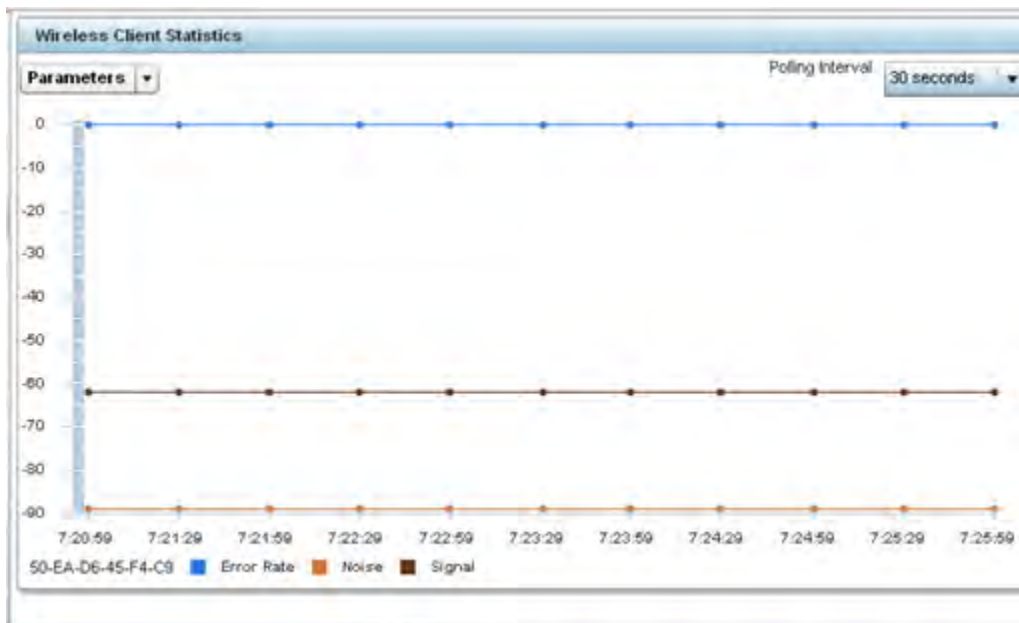 Wireless Client Statistics
Parameters
Polling Interval
30 seconds
0
-10
-20
-30
-40
-50
-60
-70
-80
-90
7:20:59 7:21:29 7:21:59 7:22:29 7:22:59 7:23:29 7:23:59 7:24:29 7:24:59 7:25:29 7:25:59
50-EA-D6-45-F4-C9 Error Rate Noise Signal